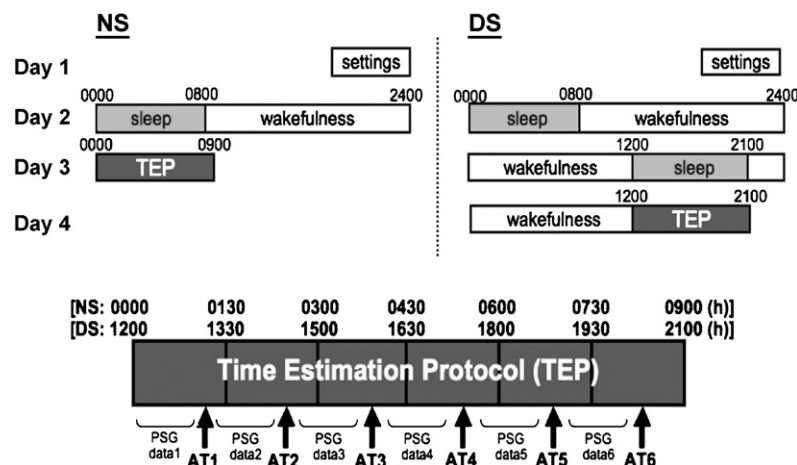 NS DS
Day 1 settings settings
0000 0800 2400 0000 0800 2400
Day 2 sleep wakefulness sleep wakefulness
0000 0900 1200 2100
Day 3 TEP wakefulness sleep
1200 2100
Day 4 wakefulness TEP
[NS: 0000 0130 0300 0430 0600 0730 0900 (h)]
[DS: 1200 1330 1500 1630 1800 1930 2100 (h)]
Time Estimation Protocol (TEP)
PSG PSG PSG PSG PSG PSG
data1 AT1 data2 AT2 data3 AT3 data4 AT4 data5 AT5 data6 AT6